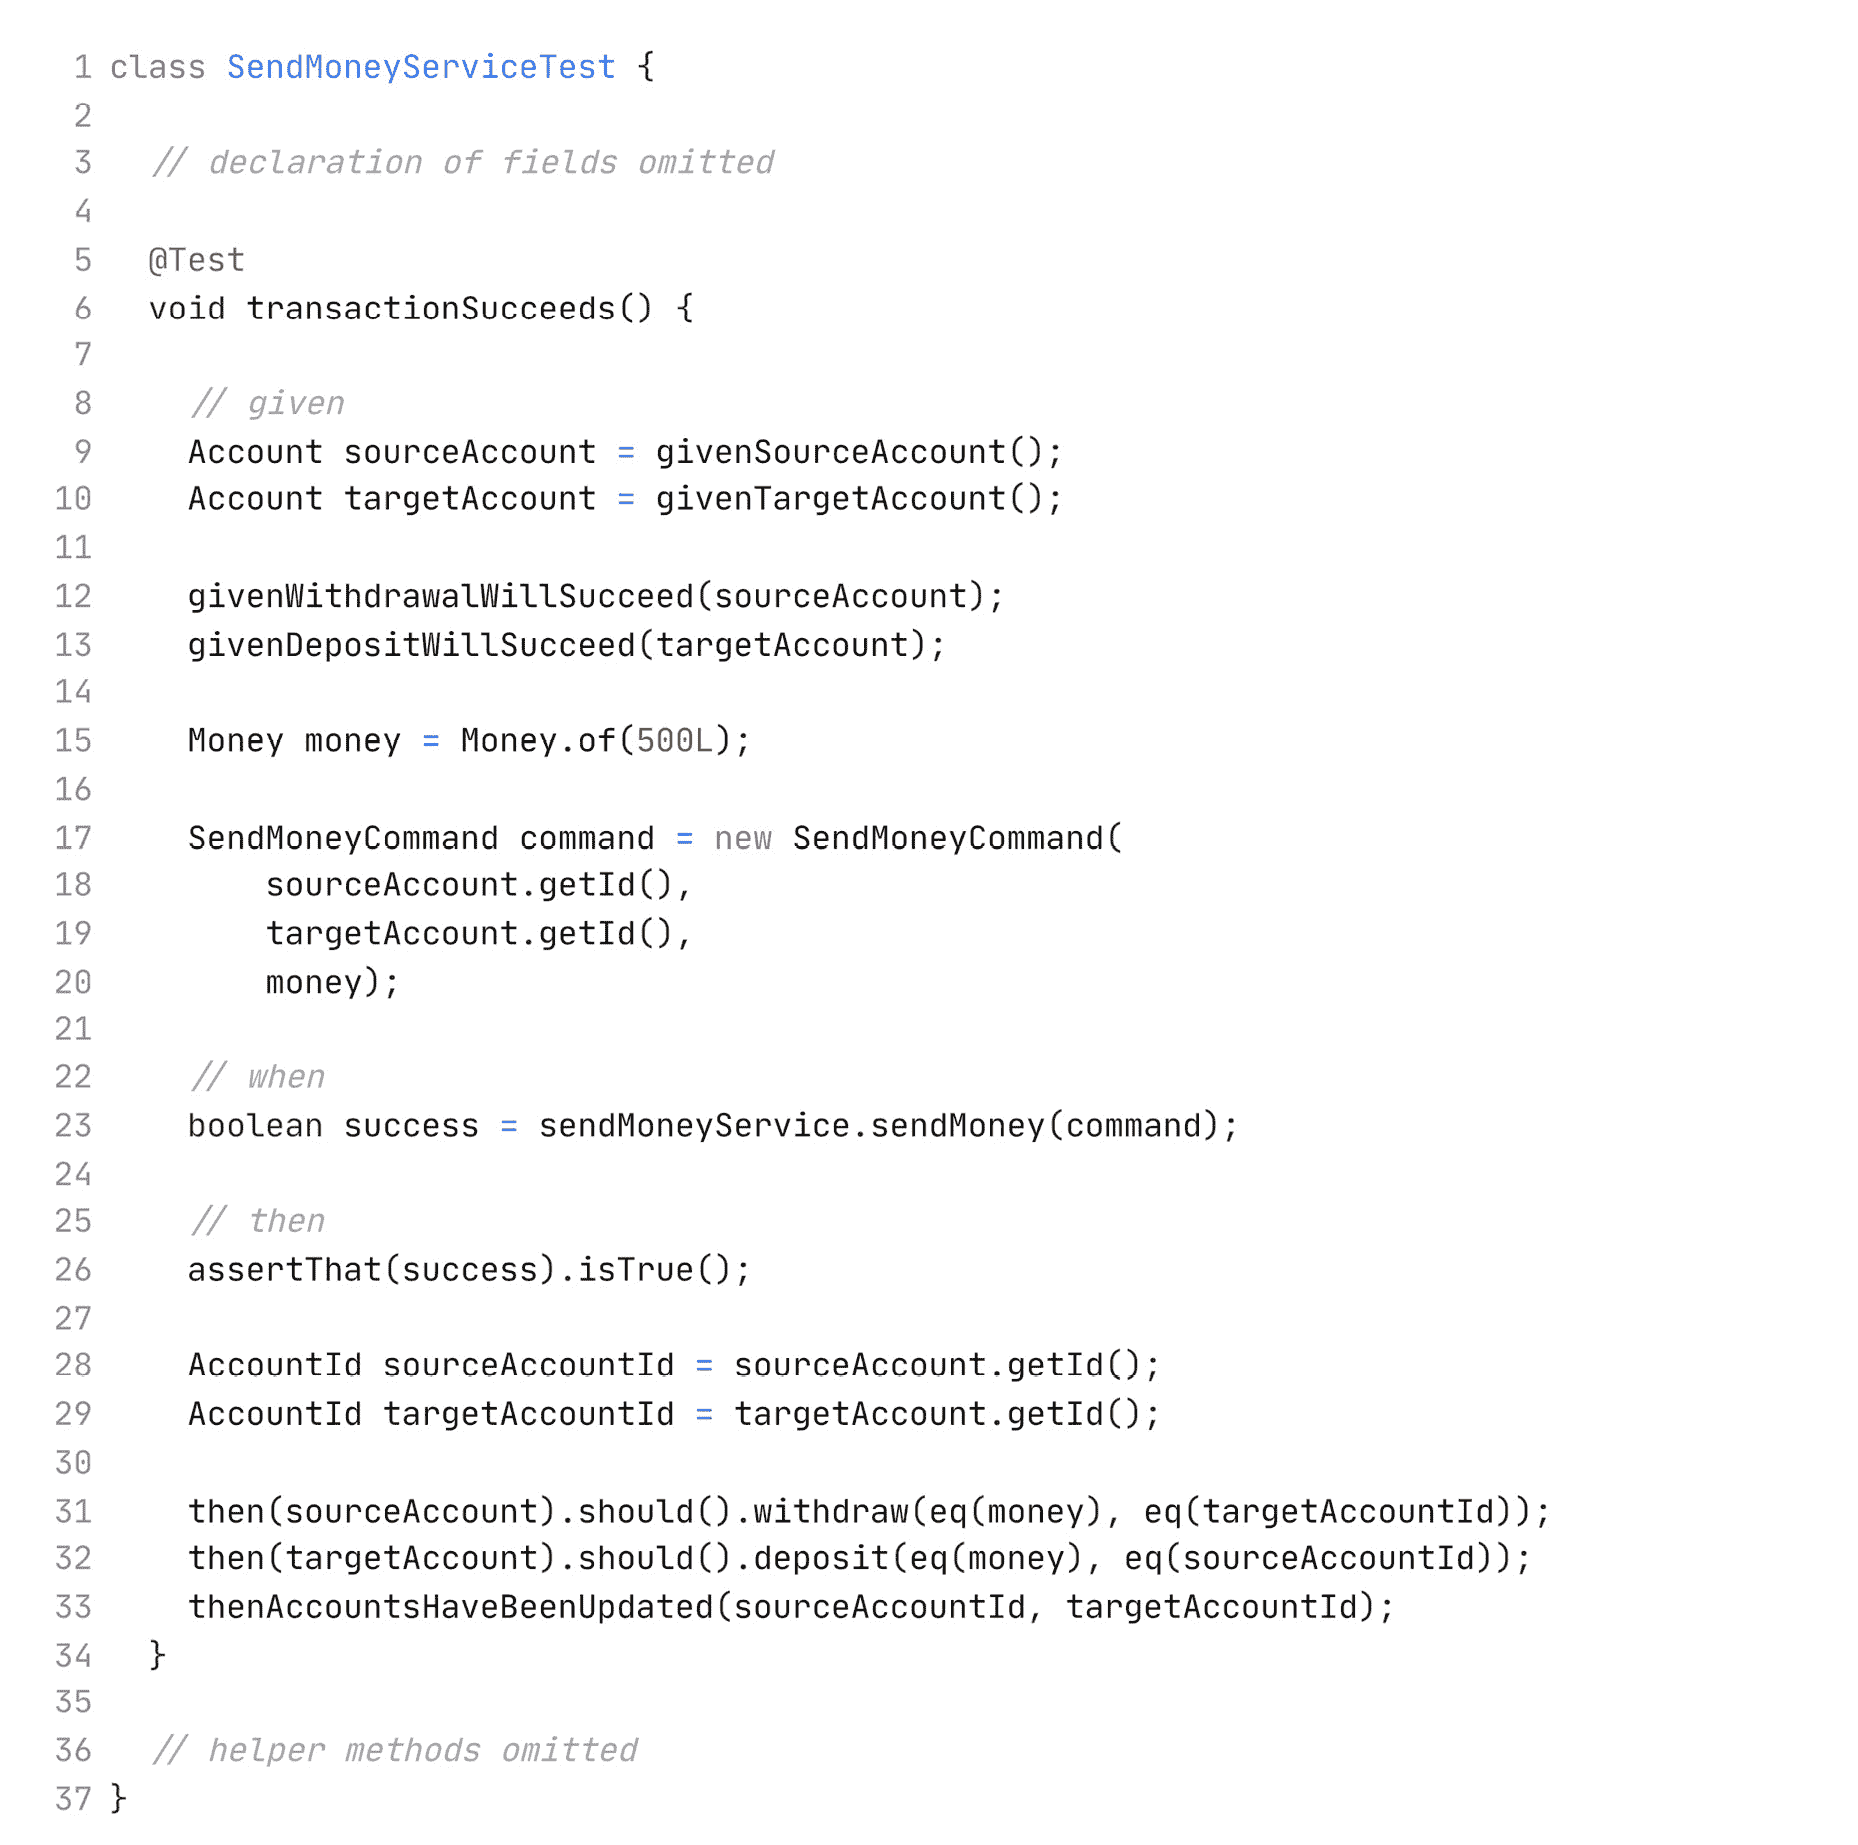 1 class SendMoneyServiceTest {
2
3 // declaration of fields omitted
4
5 @Test
6 void transactionSucceeds() {
7
8 // given
9 Account sourceAccount = givenSourceAccount();
10 Account targetAccount = givenTargetAccount();
11
12 givenWithdrawalWillSucceed(sourceAccount);
13 givenDepositWillSucceed(targetAccount);
14
15 Money money = Money.of(500L);
16
17 SendMoneyCommand command = new SendMoneyCommand(
18 sourceAccount.getId(),
19 targetAccount.getId(),
20 money);
21
22 // when
23 boolean success = sendMoneyService.sendMoney(command);
24
25 // then
26 assertThat(success).isTrue();
27
28 AccountId sourceAccountId = sourceAccount.getId();
29 AccountId targetAccountId = targetAccount.getId();
30
31 then(sourceAccount).should().withdraw(eq(money), eq(targetAccountId));
32 then(targetAccount).should().deposit(eq(money), eq(sourceAccountId));
33 thenAccountsHaveBeenUpdated(sourceAccountId, targetAccountId);
34 }
35
36 // helper methods omitted
37 }